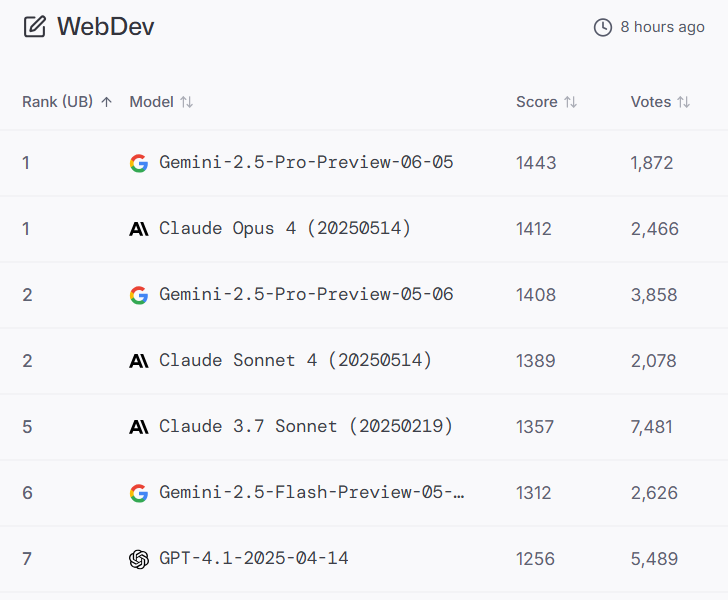 WebDev
8 hours ago
Rank (UB) Model Score Votes
1 Gemini-2.5-Pro-Preview-06-05 1443 1,872
1 Claude Opus 4 (20250514) 1412 2,466
2 Gemini-2.5-Pro-Preview-05-06 1408 3,858
2 Claude Sonnet 4 (20250514) 1389 2,078
5 Claude 3.7 Sonnet (20250219) 1357 7,481
6 Gemini-2.5-Flash-Preview-05-… 1312 2,626
7 GPT-4.1-2025-04-14 1256 5,489